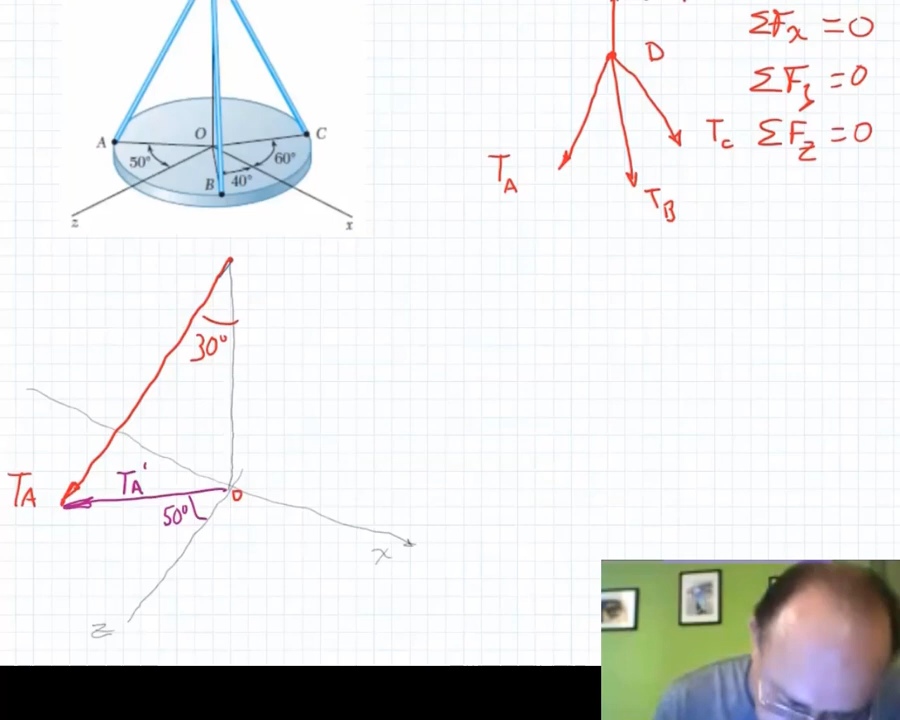 ΣFx = 0
D
ΣFy = 0
A
O
C
Tc
ΣFz = 0
50°
60°
TA
B
40°
TB
z
x
30°
TA
TA'
50°
O
x
z